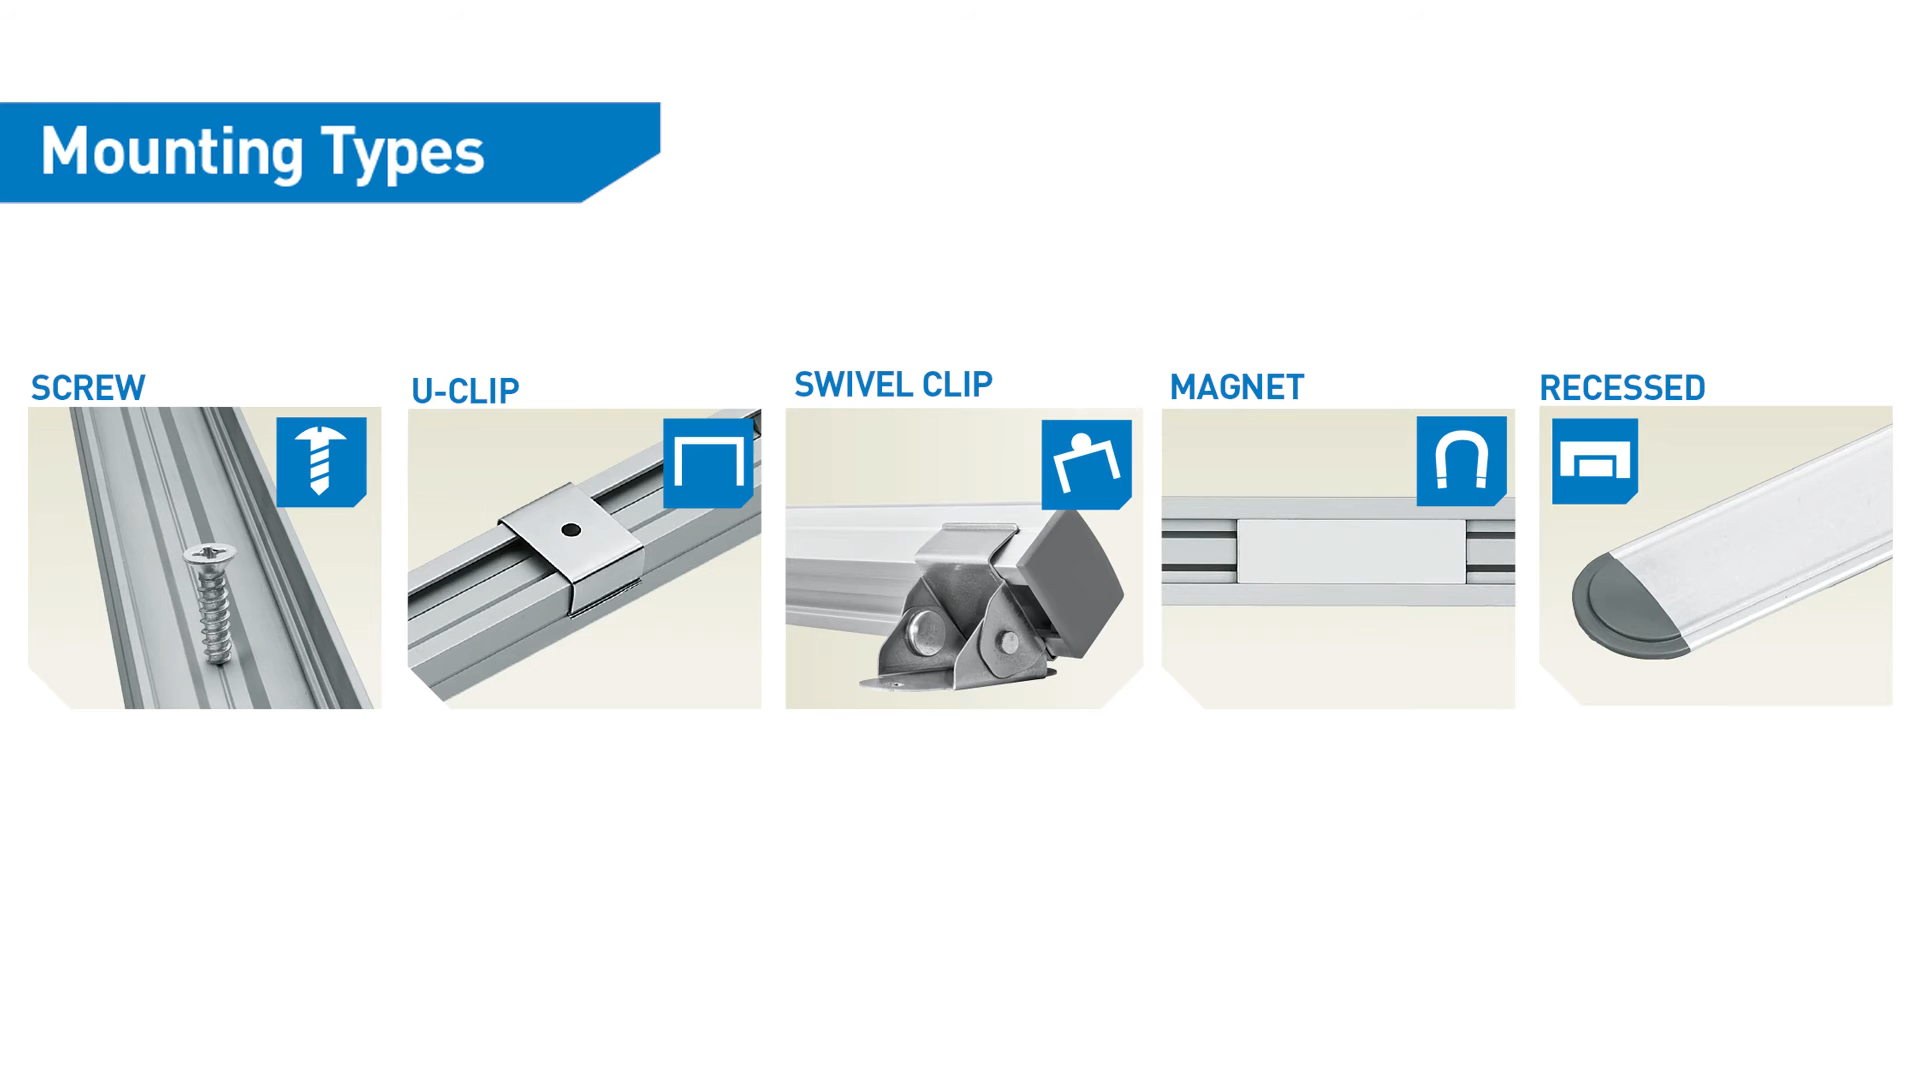 Mounting Types
SCREW
U-CLIP
SWIVEL CLIP
MAGNET
RECESSED